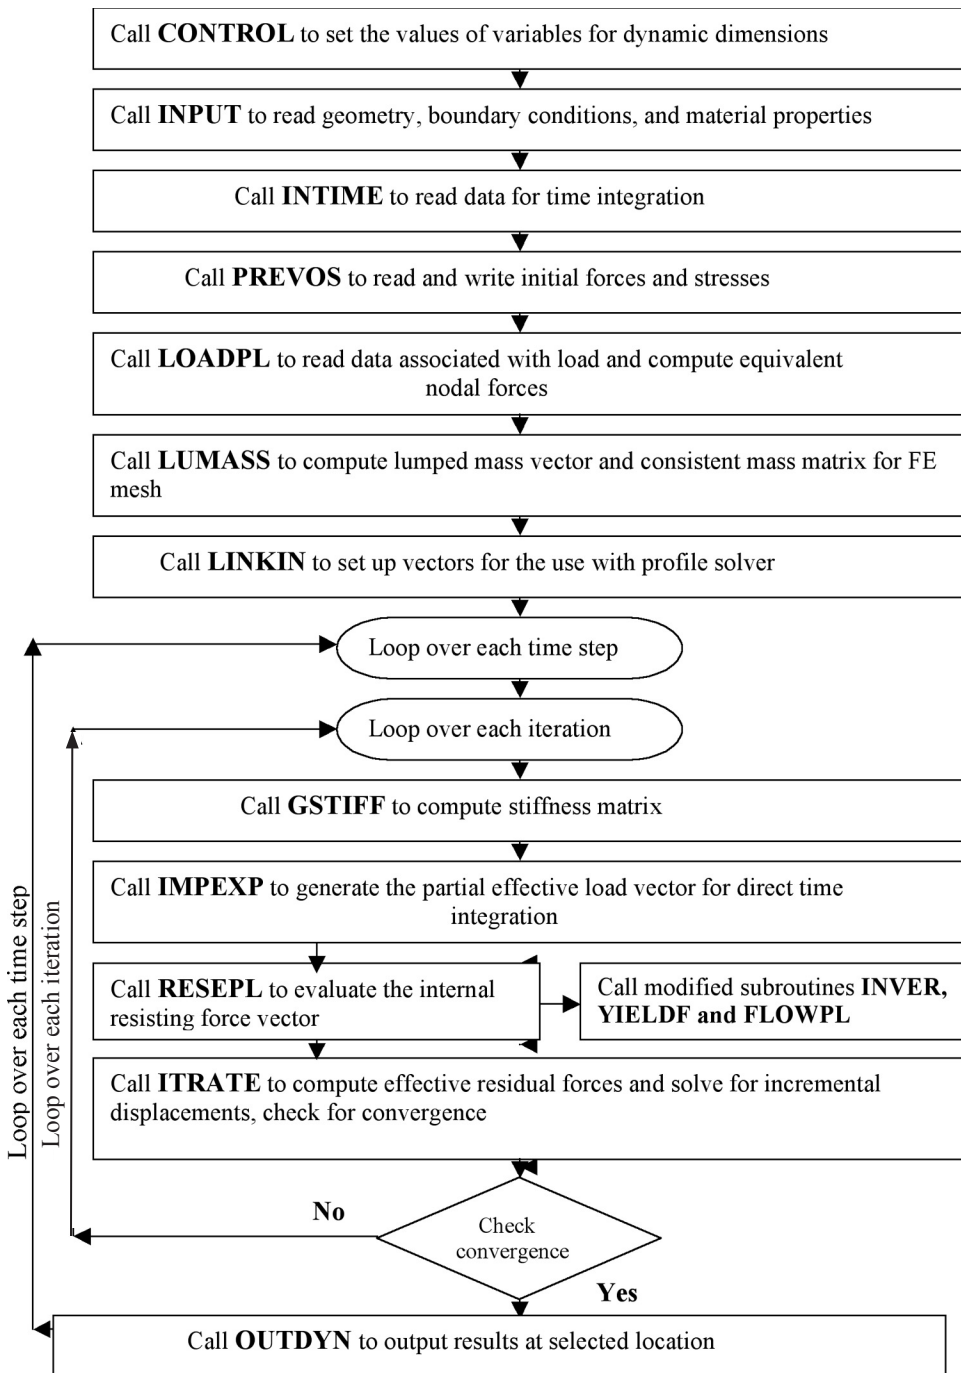 Call CONTROL to set the values of variables for dynamic dimensions
Call INPUT to read geometry, boundary conditions, and material properties
Call INTIME to read data for time integration
Call PREVOS to read and write initial forces and stresses
Call LOADPL to read data associated with load and compute equivalent
nodal forces
Call LUMASS to compute lumped mass vector and consistent mass matrix for FE
mesh
Call LINKIN to set up vectors for the use with profile solver
Loop over each time step
Loop over each iteration
Call GSTIFF to compute stiffness matrix
Call IMPEXP to generate the partial effective load vector for direct time
integration
Call RESEPL to evaluate the internal
resisting force vector
Call modified subroutines INVER,
YIELDF and FLOWPL
Call ITRATE to compute effective residual forces and solve for incremental
displacements, check for convergence
Loop over each time step
Loop over each iteration
No
Check
convergence
Yes
Call OUTDYN to output results at selected location